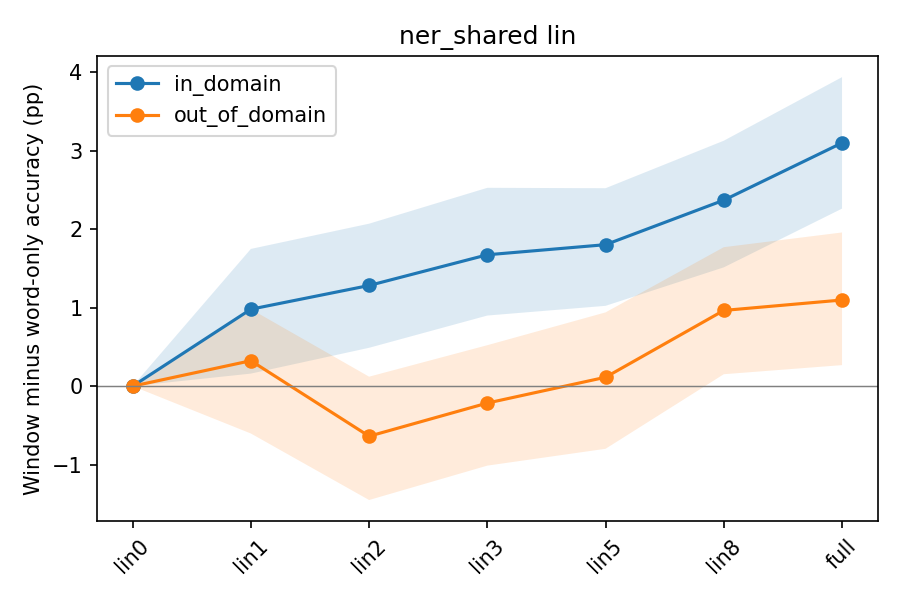 ner_shared lin
in_domain
out_of_domain
Window minus word-only accuracy (pp)
4
3
2
1
0
−1
lin0
lin1
lin2
lin3
lin5
lin8
full